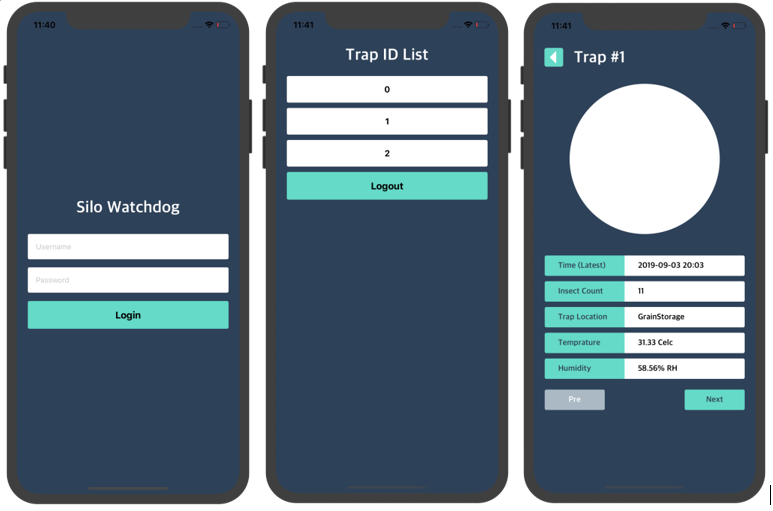 11:40
Silo Watchdog
Username
Password
Login
11:41
Trap ID List
0
1
2
Logout
11:41
Trap #1
Time (Latest) 2019-09-03 20:03
Insect Count 11
Trap Location GrainStorage
Temprature 31.33 Celc
Humidity 58.56% RH
Pre Next